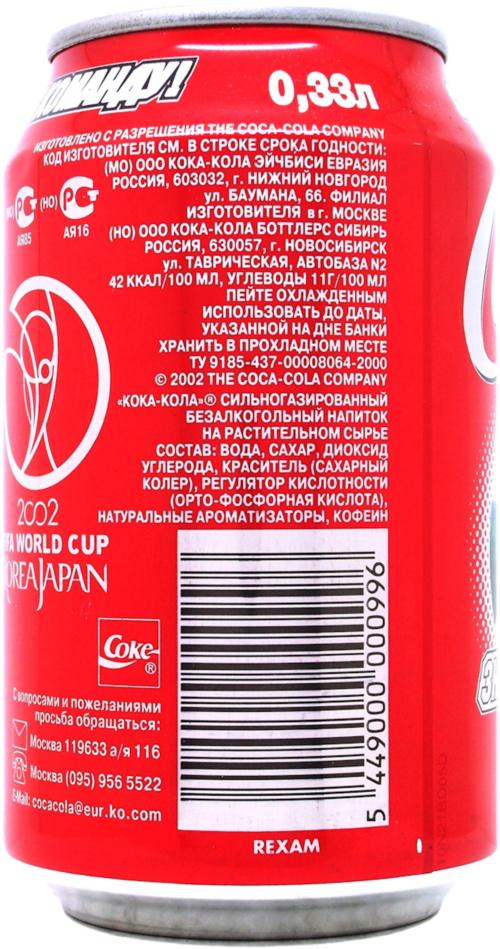 КОМАНДУ!
0,33л
ИЗГОТОВЛЕНО С РАЗРЕШЕНИЯ THE COCA-COLA COMPANY
КОД ИЗГОТОВИТЕЛЯ СМ. В СТРОКЕ СРОКА ГОДНОСТИ:
(МО) ООО КОКА-КОЛА ЭЙЧБИСИ ЕВРАЗИЯ
РОССИЯ, 603032, г. НИЖНИЙ НОВГОРОД
ул. БАУМАНА, 66. ФИЛИАЛ
ИЗГОТОВИТЕЛЯ в г. МОСКВЕ
(НО) ООО КОКА-КОЛА БОТТЛЕРС СИБИРЬ
РОССИЯ, 630057, г. НОВОСИБИРСК
ул. ТАВРИЧЕСКАЯ, АВТОБАЗА N2
42 ККАЛ/100 МЛ, УГЛЕВОДЫ 11Г/100 МЛ
ПЕЙТЕ ОХЛАЖДЕННЫМ
ИСПОЛЬЗОВАТЬ ДО ДАТЫ,
УКАЗАННОЙ НА ДНЕ БАНКИ
ХРАНИТЬ В ПРОХЛАДНОМ МЕСТЕ
ТУ 9185-437-00008064-2000
© 2002 THE COCA-COLA COMPANY
«КОКА-КОЛА»® СИЛЬНОГАЗИРОВАННЫЙ
БЕЗАЛКОГОЛЬНЫЙ НАПИТОК
НА РАСТИТЕЛЬНОМ СЫРЬЕ
СОСТАВ: ВОДА, САХАР, ДИОКСИД
УГЛЕРОДА, КРАСИТЕЛЬ (САХАРНЫЙ
КОЛЕР), РЕГУЛЯТОР КИСЛОТНОСТИ
(ОРТО-ФОСФОРНАЯ КИСЛОТА),
НАТУРАЛЬНЫЕ АРОМАТИЗАТОРЫ, КОФЕИН
(НО)
АЯ85 АЯ16
2002
FIFA WORLD CUP
KOREA JAPAN
Coke ®
С вопросами и пожеланиями
просьба обращаться:
Москва 119633 а/я 116
Москва (095) 956 5522
E-Mail: cocacola@eur.ko.com
5 449000 000996
REXAM